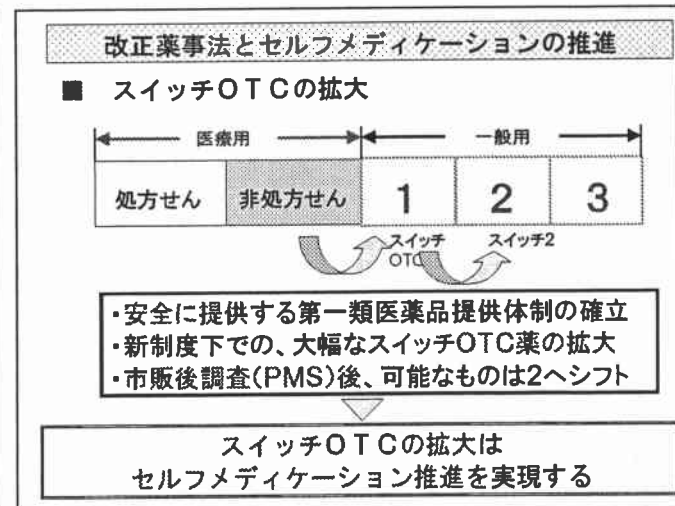 改正薬事法とセルフメディケーションの推進
■ スイッチOTCの拡大
医療用 一般用
処方せん 非処方せん 1 2 3
スイッチ スイッチ2
OTC
・安全に提供する第一類医薬品提供体制の確立
・新制度下での、大幅なスイッチOTC薬の拡大
・市販後調査(PMS)後、可能なものは2へシフト
スイッチOTCの拡大は
セルフメディケーション推進を実現する